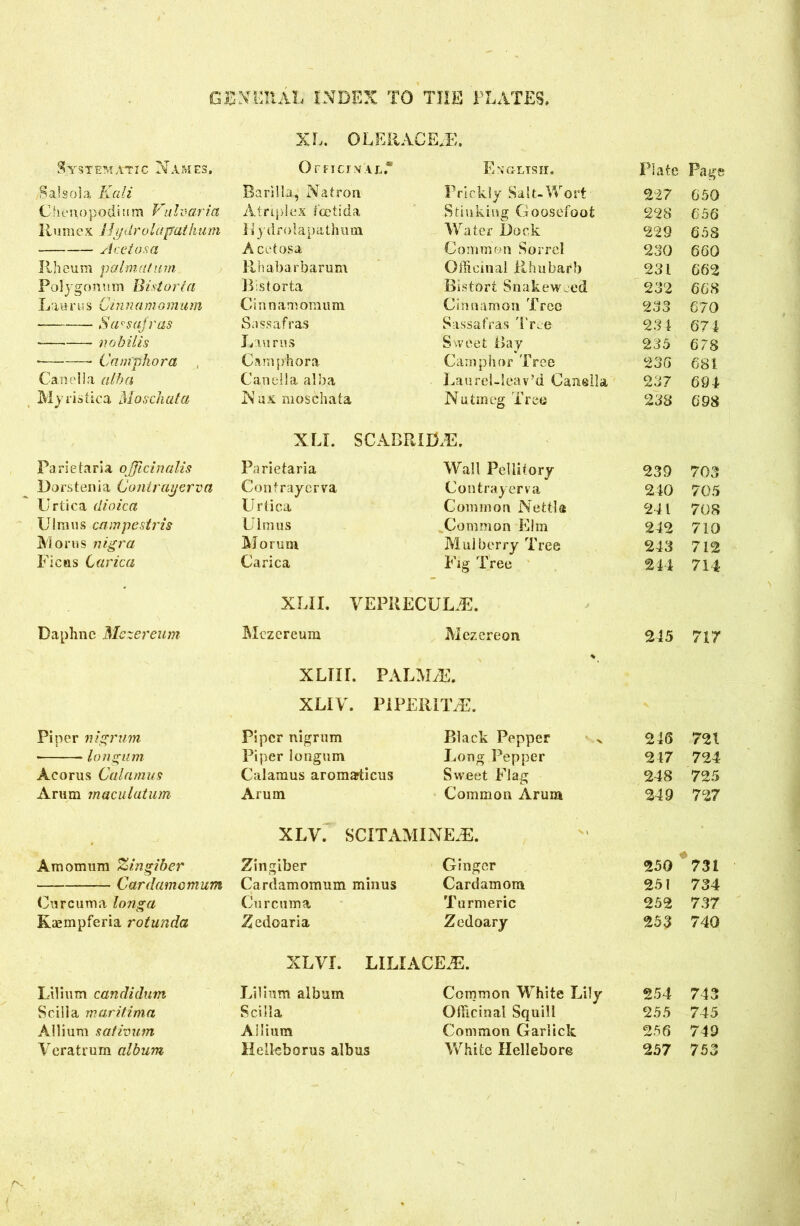 GENERAL INDEX TO THE PLATES.
XL. OLERACEÆ.
SYSTEMATIC NAMES. OFFICINAL. ENGLISH. Plate Page
Salsola Kali Barilla, Natron Prickly Salt-Wort 227 650
Chenopodium Vulvaria Atriplex fœtida Stinking Goosefoot 228 656
Rumex Hydrolapathum Hydrolapathum Water Dock 229 658
——— Acetosa Acetosa Common Sorrel 230 660
Rheum palmatum Rhabarbarum Officinal Rhubarb 231 662
Polygonum Bistorta Bistorta Bistort Snakeweed 232 668
Laurus Cinnamomum Cinnamomum Cinnamon Tree 233 670
——— Sassafras Sassafras Sassafras Tree 234 674
——— nobilis Laurus Sweet Bay 235 678
——— Camphora Camphora Camphor Tree 236 681
Canella alba Canella alba Laurel-leav'd Canella 237 694
Myristica Moschata Nux moschata Nutmeg Tree 238 698
XLI. SCABRIDÆ.
Parietaria officinalis Parietaria Wall Pellitory 239 703
Dorstenia Contrayerva Contrayerva Contrayerva 240 705
Urtica dioica Urtica Common Nettle 241 708
Ulmus campestris Ulmus Common Elm 242 710
Morus nigra Morum Mulberry Tree 243 712
Ficus Carica Carica Fig Tree 244 714
XLII. VEPRECULÆ.
Daphne Mezereum Mezereum Mezereon 245 717
XLIII. PALMÆ.
XLIV. PIPERITÆ.
Piper nigrum Piper nigrum Black Pepper 246 721
——— longum Piper longum Long Pepper 247 724
Acorus Calamus Calamus aromaticus Sweet Flag 248 725
Arum maculatum Arum Common Arum 249 727
XLV. SCITAMINEÆ.
Amomum Zingiber Zingiber Ginger 250 731
——— Cardamomum Cardamomum minus Cardamom 251 734
Curcuma longa Curcuma Turmeric 252 737
Kæmpferia rotunda Zedoaria Zedoary 253 740
XLVI. LILIACEÆ.
Lilium candidum Lilium album Common White Lily 254 743
Scilla maritima Scilla Officinal Squill 255 745
Allium sativum Allium Common Garlick 256 749
Veratrum album Helleborus albus White Hellebore 257 753